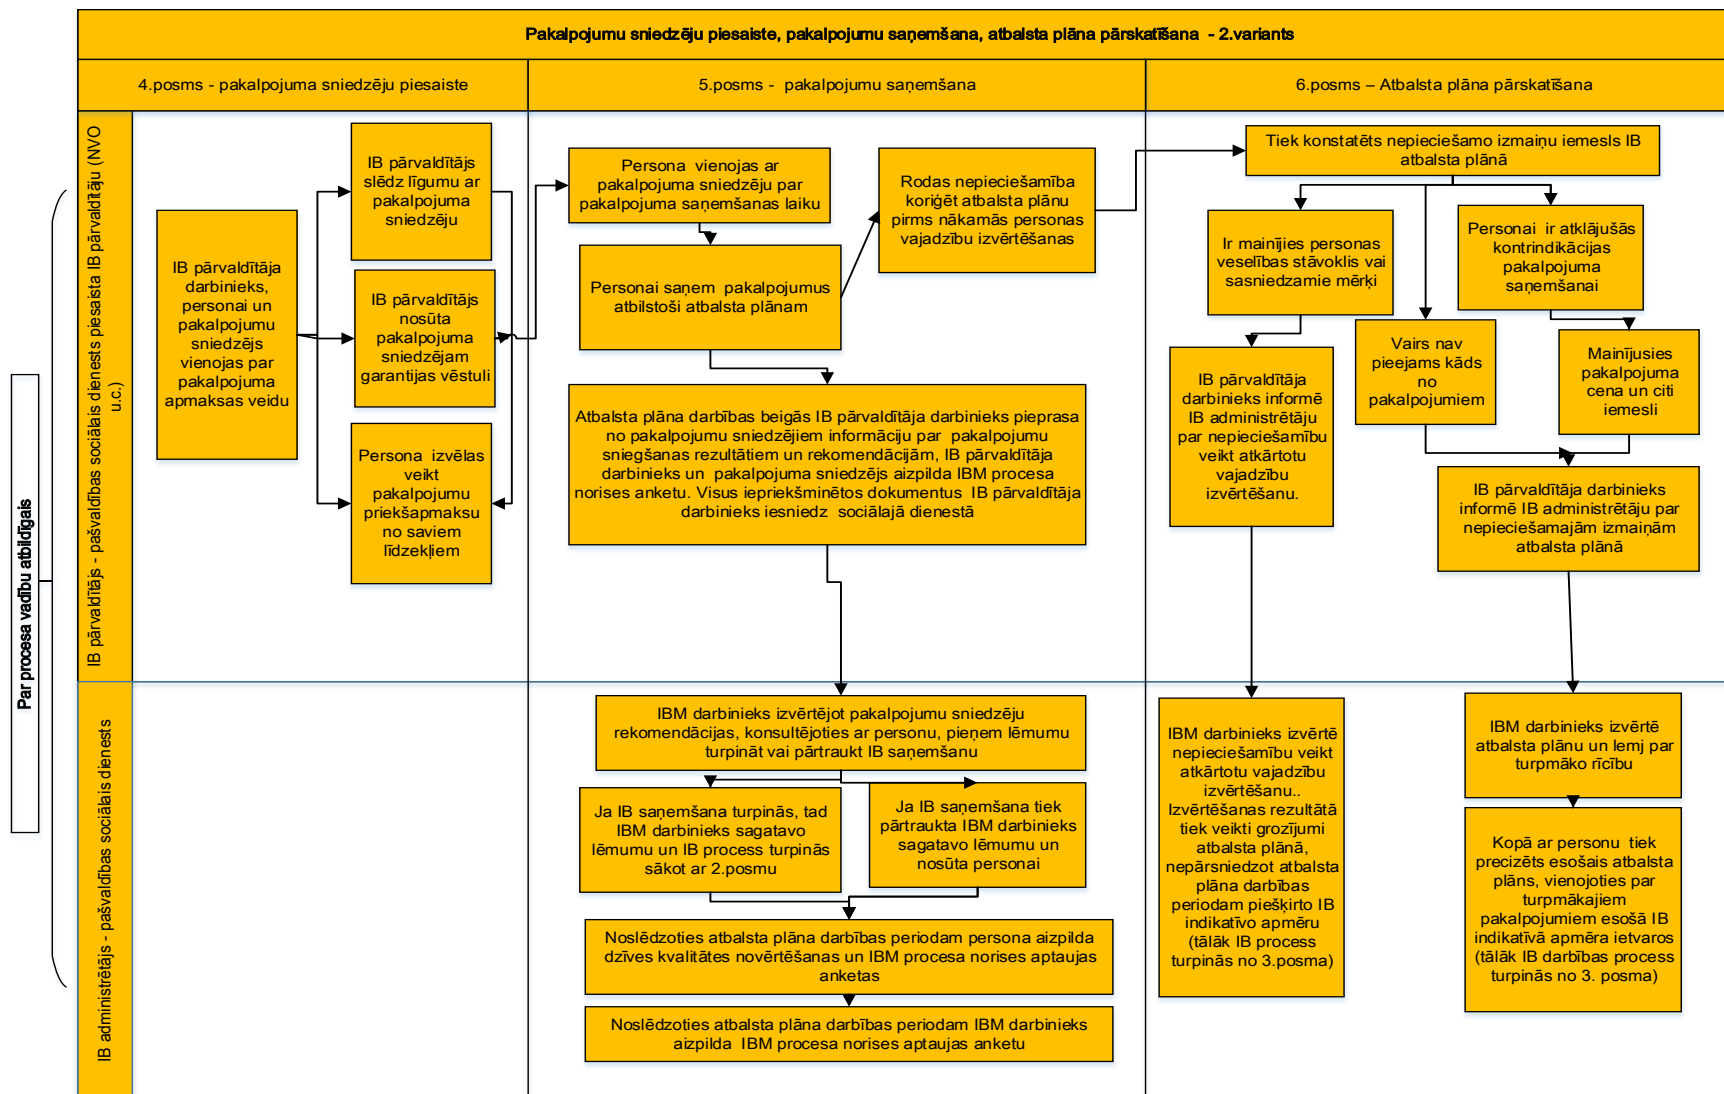 Pakalpojumu sniedzēju piesaiste, pakalpojumu saņemšana, atbalsta plāna pārskatīšana - 2.variants
4.posms - pakalpojuma sniedzēju piesaiste
5.posms - pakalpojumu saņemšana
6.posms – Atbalsta plāna pārskatīšana
Par procesa vadību atbildīgais
IB pārvaldītājs - pašvaldības sociālais dienests piesaista IB pārvaldītāju (NVO
u.c.)
IB pārvaldītāja
darbinieks,
personai un
pakalpojumu
sniedzējs
vienojas par
pakalpojuma
apmaksas veidu
IB pārvaldītājs
slēdz līgumu ar
pakalpojuma
sniedzēju
IB pārvaldītājs
nosūta
pakalpojuma
sniedzējam
garantijas vēstuli
Persona izvēlas
veikt
pakalpojumu
priekšapmaksu
no saviem
līdzekļiem
Persona vienojas ar
pakalpojuma sniedzēju par
pakalpojuma saņemšanas laiku
Personai saņem pakalpojumus
atbilstoši atbalsta plānam
Rodas nepieciešamība
koriģēt atbalsta plānu
pirms nākamās personas
vajadzību izvērtēšanas
Atbalsta plāna darbības beigās IB pārvaldītāja darbinieks pieprasa
no pakalpojumu sniedzējiem informāciju par pakalpojumu
sniegšanas rezultātiem un rekomendācijām, IB pārvaldītāja
darbinieks un pakalpojuma sniedzējs aizpilda IBM procesa
norises anketu. Visus iepriekšminētos dokumentus IB pārvaldītāja
darbinieks iesniedz sociālajā dienestā
Tiek konstatēts nepieciešamo izmaiņu iemesls IB
atbalsta plānā
Ir mainījies personas
veselības stāvoklis vai
sasniedzamie mērķi
Personai ir atklājušās
kontrindikācijas
pakalpojuma
saņemšanai
Vairs nav
pieejams kāds
no
pakalpojumiem
Mainījusies
pakalpojuma
cena un citi
iemesli
IB pārvaldītāja
darbinieks informē
IB administrētāju
par nepieciešamību
veikt atkārtotu
vajadzību
izvērtēšanu.
IB pārvaldītāja darbinieks
informē IB administrētāju par
nepieciešamajām izmaiņām
atbalsta plānā
IB administrētājs - pašvaldības sociālais dienests
IBM darbinieks izvērtējot pakalpojumu sniedzēju
rekomendācijas, konsultējoties ar personu, pieņem lēmumu
turpināt vai pārtraukt IB saņemšanu
Ja IB saņemšana turpinās, tad
IBM darbinieks sagatavo
lēmumu un IB process turpinās
sākot ar 2.posmu
Ja IB saņemšana tiek
pārtraukta IBM darbinieks
sagatavo lēmumu un
nosūta personai
Noslēdzoties atbalsta plāna darbības periodam persona aizpilda
dzīves kvalitātes novērtēšanas un IBM procesa norises aptaujas
anketas
Noslēdzoties atbalsta plāna darbības periodam IBM darbinieks
aizpilda IBM procesa norises aptaujas anketu
IBM darbinieks izvērtē
nepieciešamību veikt
atkārtotu vajadzību
izvērtēšanu..
Izvērtēšanas rezultātā
tiek veikti grozījumi
atbalsta plānā,
nepārsniedzot atbalsta
plāna darbības
periodam piešķirto IB
indikatīvo apmēru
(tālāk IB process
turpinās no 3.posma)
IBM darbinieks izvērtē
atbalsta plānu un lemj par
turpmāko rīcību
Kopā ar personu tiek
precizēts esošais atbalsta
plāns, vienojoties par
turpmākajiem
pakalpojumiem esošā IB
indikatīvā apmēra ietvaros
(tālāk IB darbības process
turpinās no 3. posma)